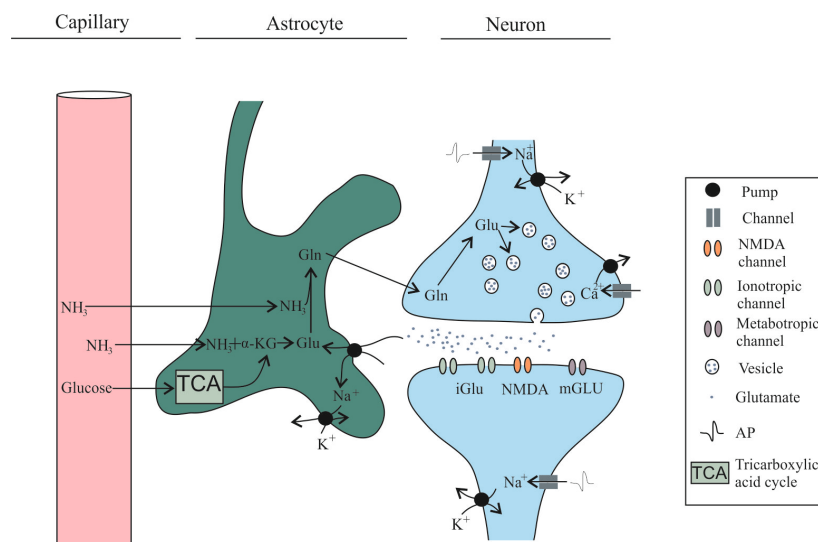 Capillary
Astrocyte
Neuron
Na+
K+
Pump
Channel
NMDA
channel
Ionotropic
channel
Metabotropic
channel
Vesicle
Glutamate
AP
TCA
Tricarboxylic
acid cycle
Glu
Gln
Gln
Ca2+
NH3
NH3
NH3
NH3+α-KG
Glu
Glucose
TCA
Na+
K+
iGlu
NMDA
mGLU
Na+
K+